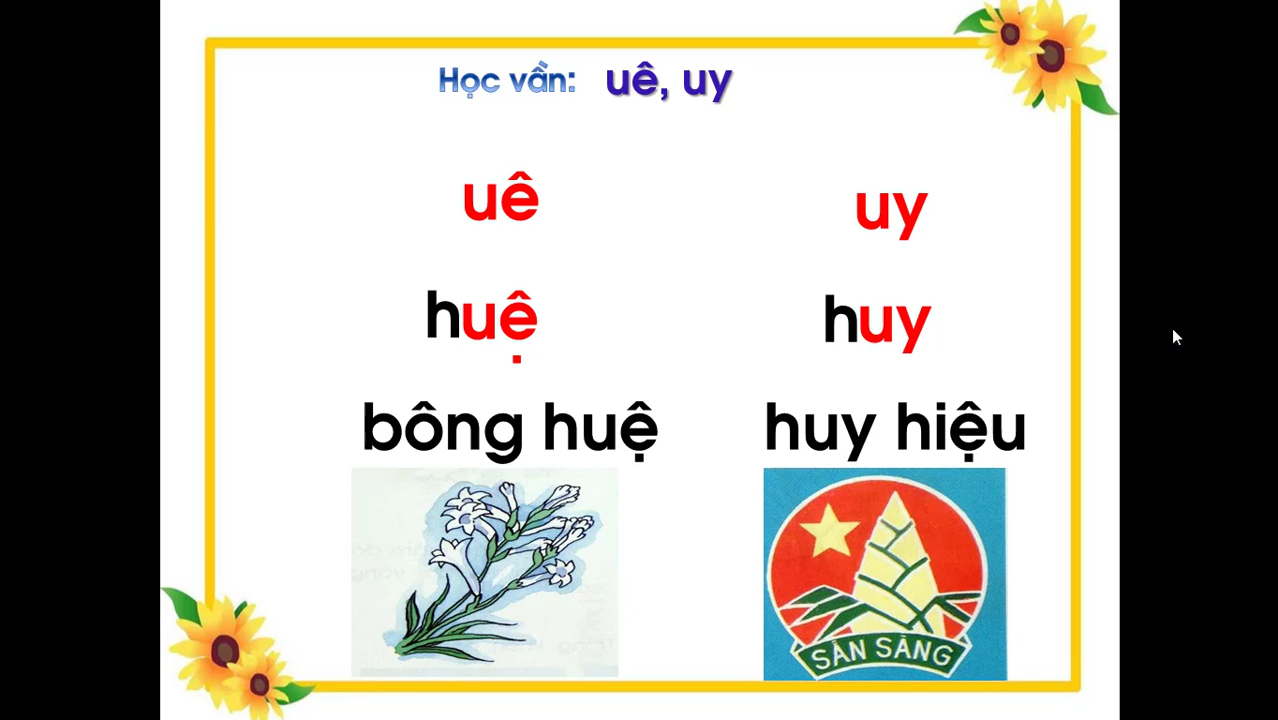 Học vần: uê, uy
uê
uy
huệ
huy
bông huệ
huy hiệu
SẴN SÀNG